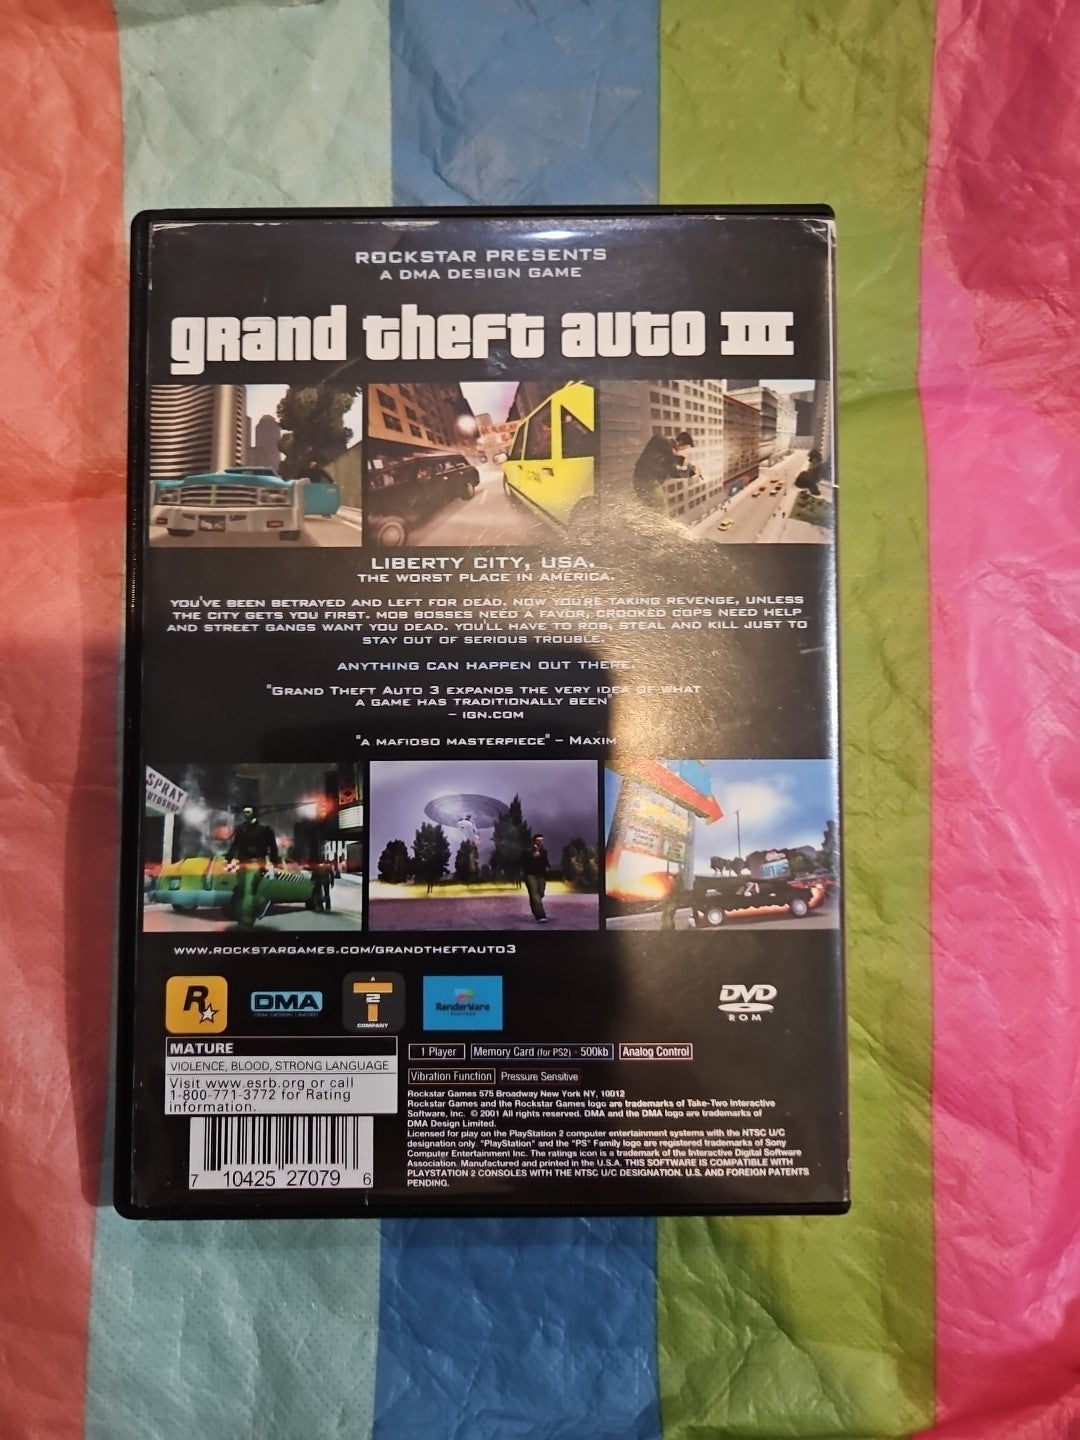 ROCKSTAR PRESENTS
A DMA DESIGN GAME
grand theft auto III
LIBERTY CITY, USA.
THE WORST PLACE IN AMERICA.
YOU'VE BEEN BETRAYED AND LEFT FOR DEAD. NOW YOU'RE TAKING REVENGE, UNLESS
THE CITY GETS YOU FIRST. MOB BOSSES NEED A FAVOR, CROOKED COPS NEED HELP
AND STREET GANGS WANT YOU DEAD. YOU'LL HAVE TO ROB, STEAL AND KILL JUST TO
STAY OUT OF SERIOUS TROUBLE.
ANYTHING CAN HAPPEN OUT THERE.
"GRAND THEFT AUTO 3 EXPANDS THE VERY IDEA OF WHAT
A GAME HAS TRADITIONALLY BEEN"
- IGN.COM
"A MAFIOSO MASTERPIECE" - MAXIM
SPRAY
WWW.ROCKSTARGAMES.COM/GRANDTHEFTAUTO3
R
DMA
DMA DESIGN LIMITED
A
T
2
COMPANY
RenderWare
PLATFORM
DVD
ROM
MATURE
VIOLENCE, BLOOD, STRONG LANGUAGE
Visit www.esrb.org or call
1-800-771-3772 for Rating
information.
1 Player
Memory Card (for PS2) - 500kb
Analog Control
Vibration Function
Pressure Sensitive
Rockstar Games 575 Broadway New York NY, 10012
Rockstar Games and the Rockstar Games logo are trademarks of Take-Two Interactive
Software, Inc. © 2001 All rights reserved. DMA and the DMA logo are trademarks of
DMA Design Limited.
Licensed for play on the PlayStation 2 computer entertainment systems with the NTSC U/C
designation only. "PlayStation" and the "PS" Family logo are registered trademarks of Sony
Computer Entertainment Inc. The ratings icon is a trademark of the Interactive Digital Software
Association. Manufactured and printed in the U.S.A. THIS SOFTWARE IS COMPATIBLE WITH
PLAYSTATION 2 CONSOLES WITH THE NTSC U/C DESIGNATION. U.S. AND FOREIGN PATENTS
PENDING.
7 10425 27079 6